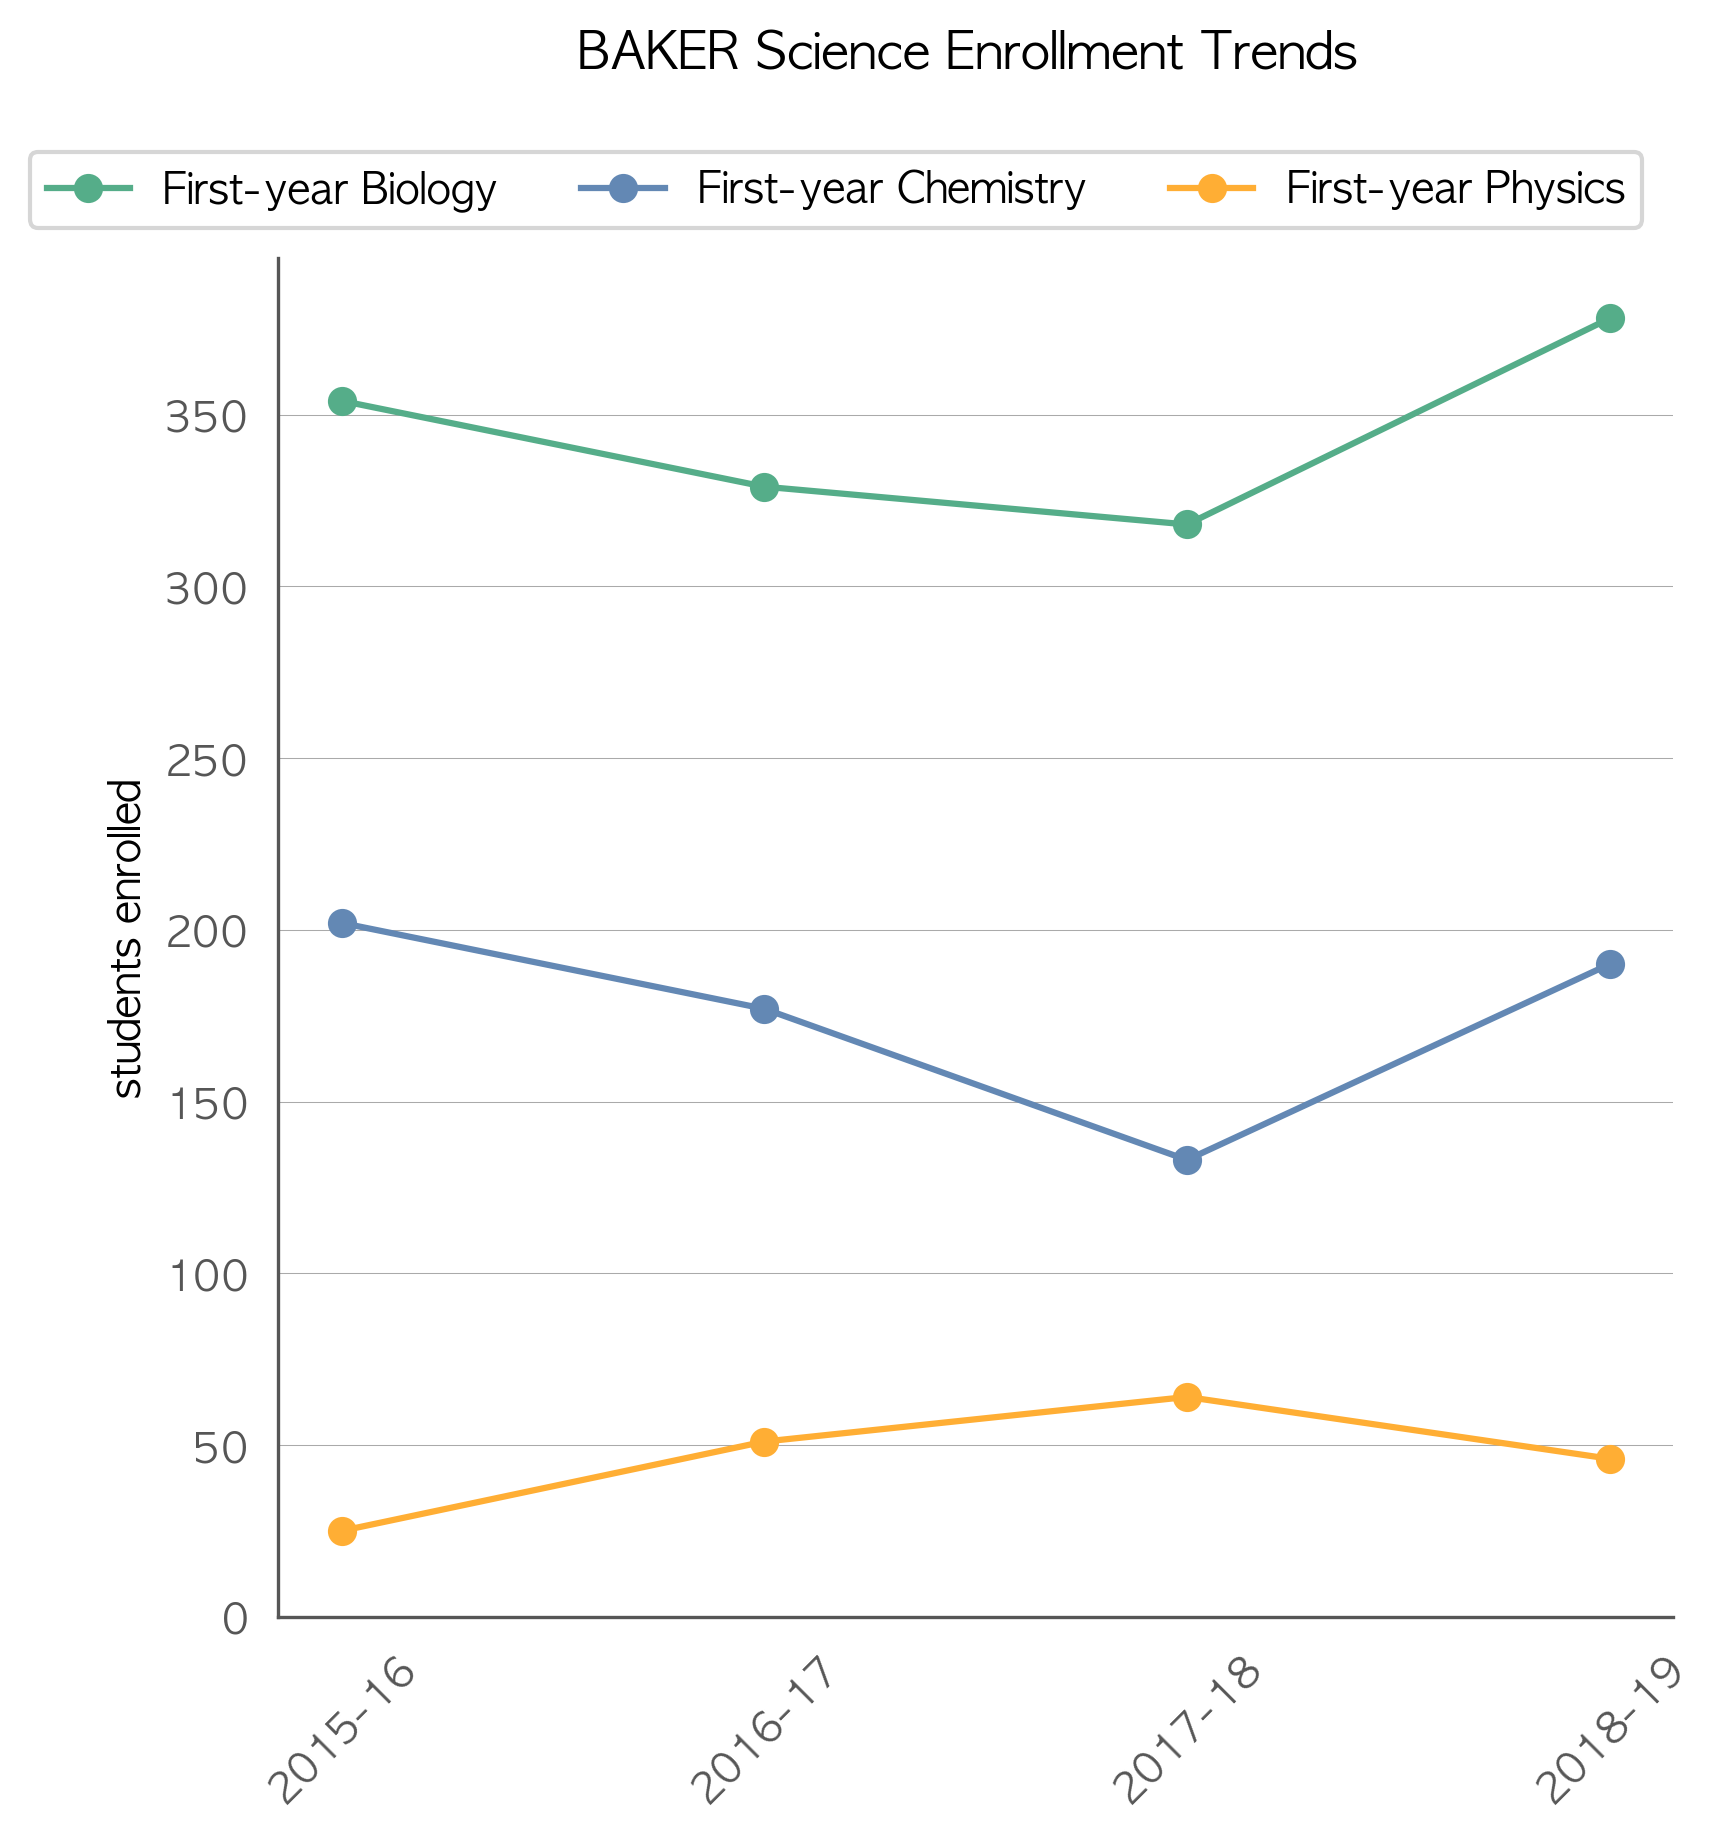 BAKER Science Enrollment Trends
First-year Biology First-year Chemistry First-year Physics
350
300
250
200
150
100
50
0
students enrolled
2015-16 2016-17 2017-18 2018-19